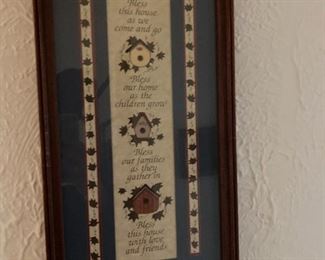 Bless
this house
as we
come and go
Bless
our home
as the
children grow
Bless
our families
as they
gather in
Bless
this house
with love
and friends